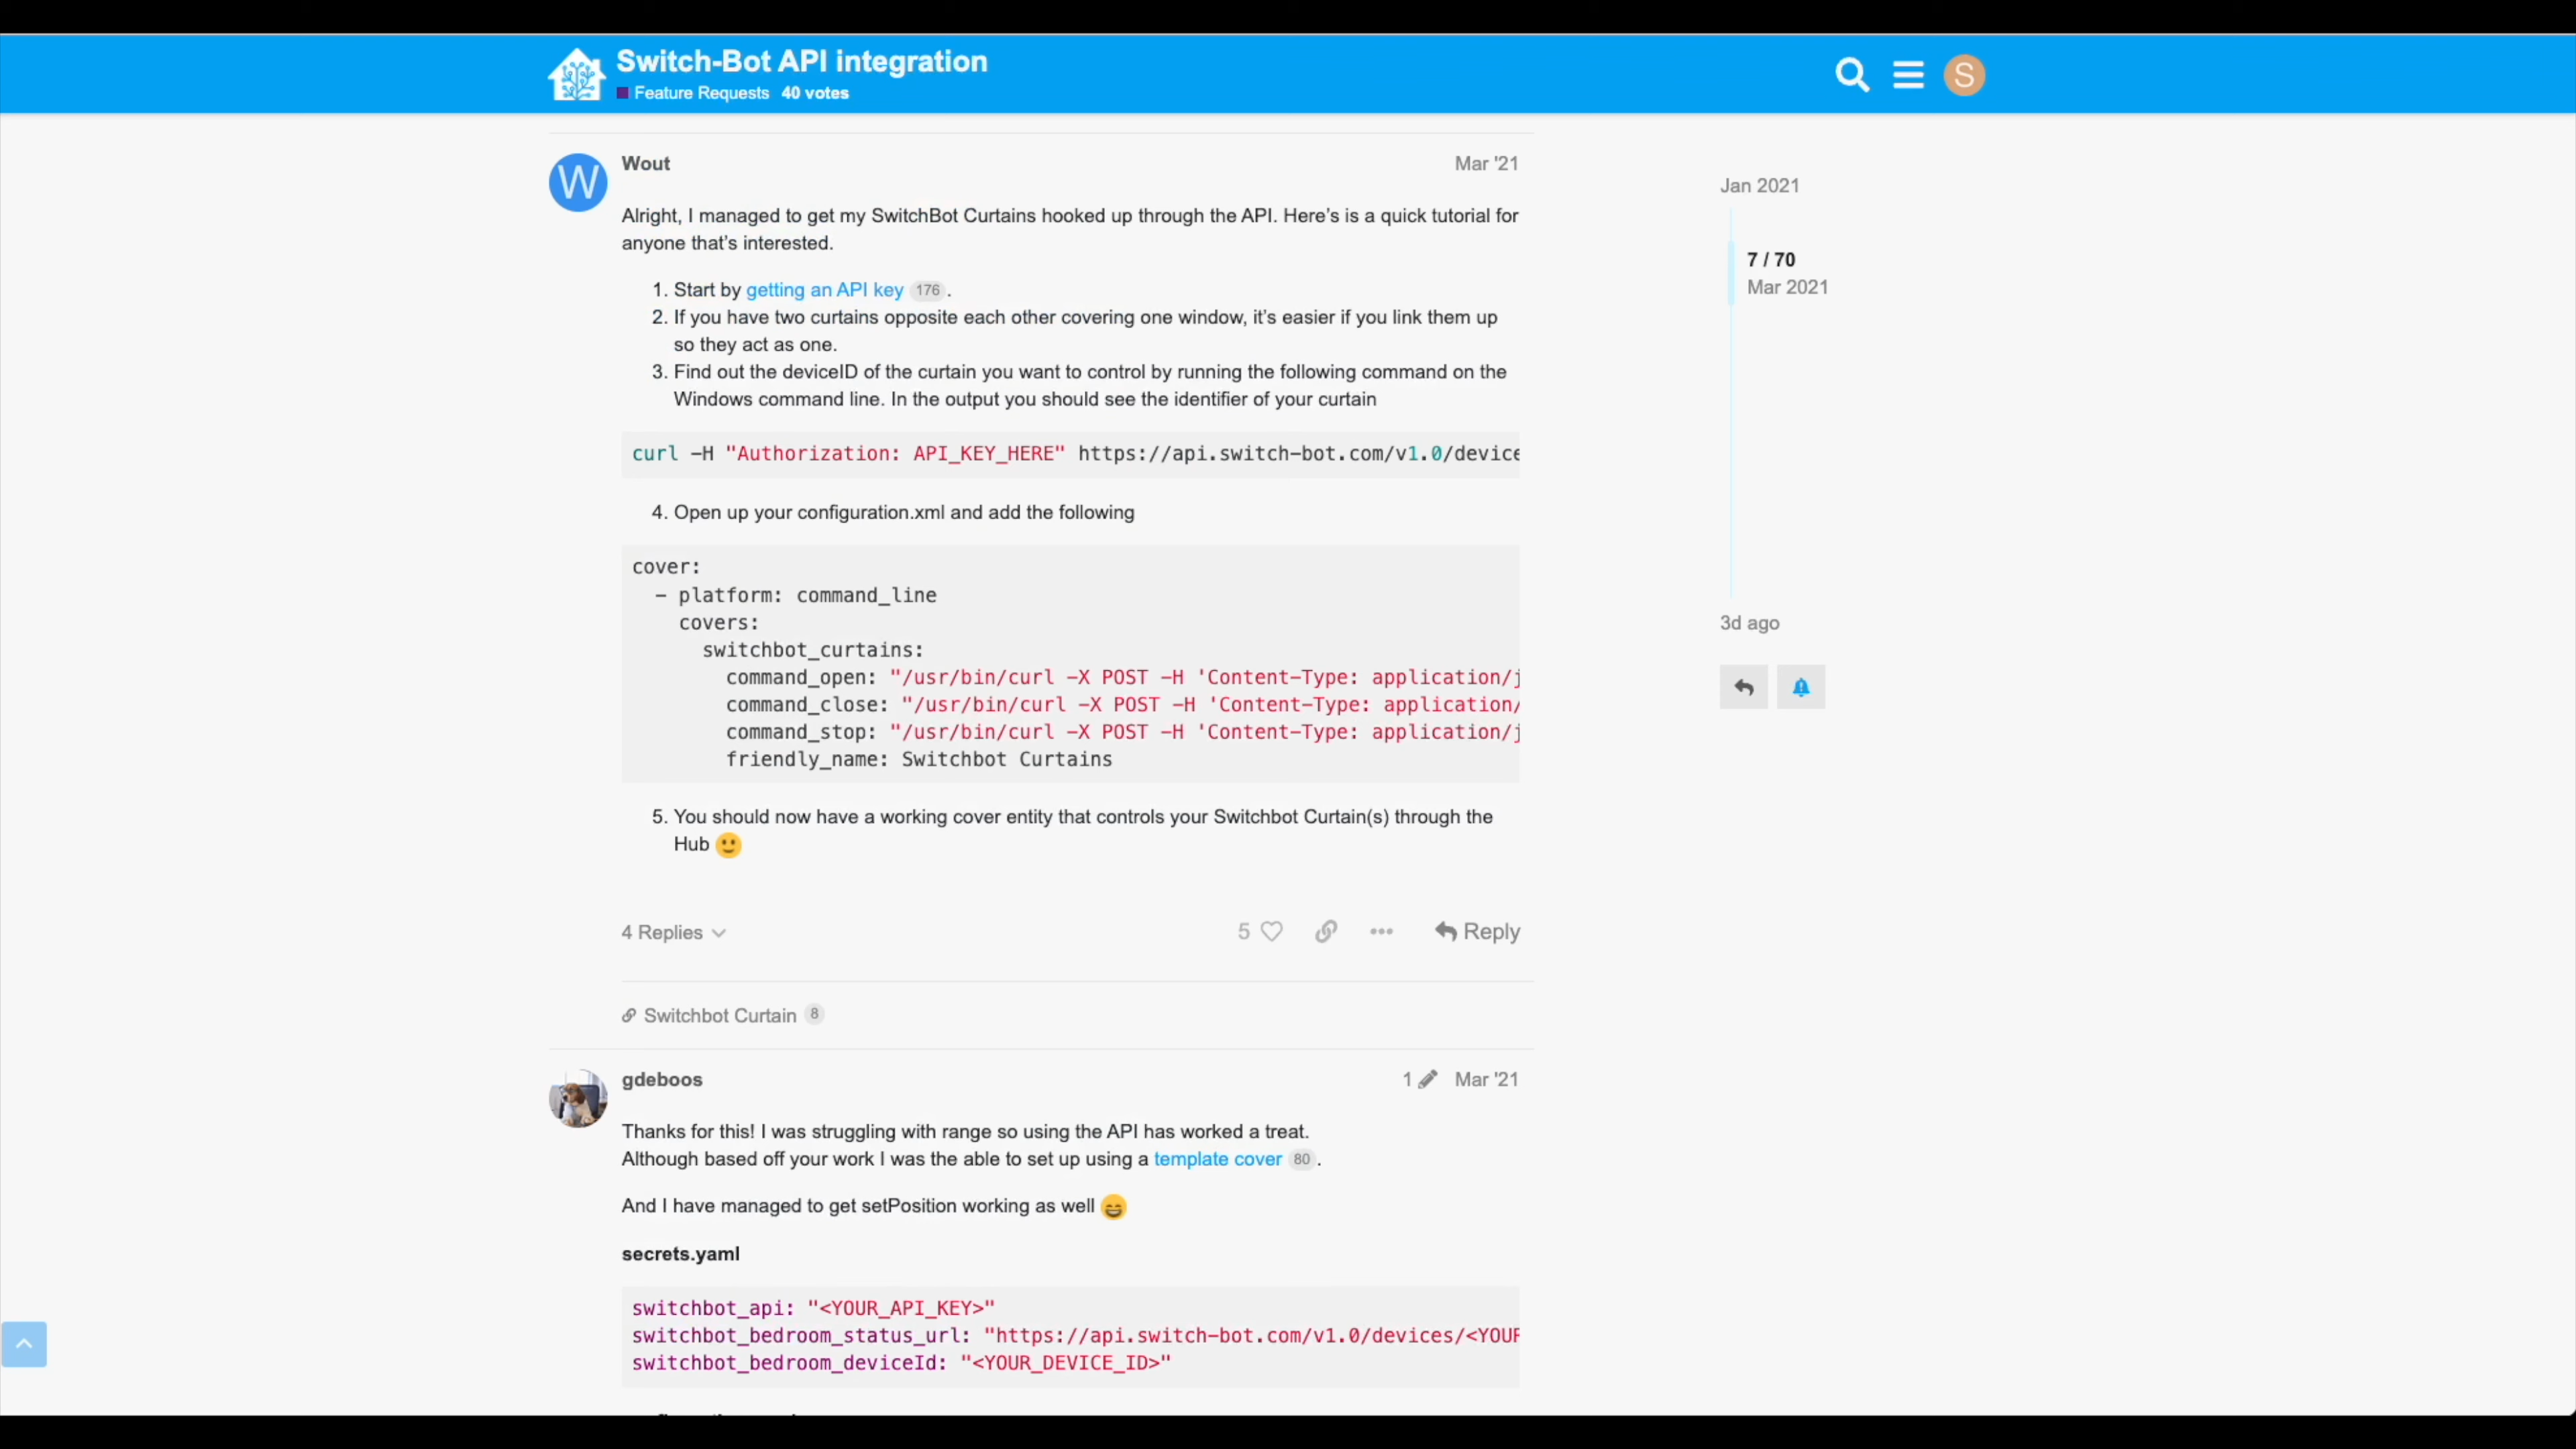 Switch-Bot API integration
Feature Requests 40 votes
S
W
Wout
Mar '21
Alright, I managed to get my SwitchBot Curtains hooked up through the API. Here’s is a quick tutorial for
anyone that’s interested.
1. Start by getting an API key 176 .
2. If you have two curtains opposite each other covering one window, it’s easier if you link them up
so they act as one.
3. Find out the deviceID of the curtain you want to control by running the following command on the
Windows command line. In the output you should see the identifier of your curtain
curl -H "Authorization: API_KEY_HERE" https://api.switch-bot.com/v1.0/device
4. Open up your configuration.xml and add the following
cover:
- platform: command_line
covers:
switchbot_curtains:
command_open: "/usr/bin/curl -X POST -H 'Content-Type: application/j
command_close: "/usr/bin/curl -X POST -H 'Content-Type: application/
command_stop: "/usr/bin/curl -X POST -H 'Content-Type: application/j
friendly_name: Switchbot Curtains
5. You should now have a working cover entity that controls your Switchbot Curtain(s) through the
Hub 🙂
4 Replies
5
Reply
Switchbot Curtain 8
gdeboos
1
Mar '21
Thanks for this! I was struggling with range so using the API has worked a treat.
Although based off your work I was the able to set up using a template cover 80 .
And I have managed to get setPosition working as well 😄
secrets.yaml
switchbot_api: "<YOUR_API_KEY>"
switchbot_bedroom_status_url: "https://api.switch-bot.com/v1.0/devices/<YOUR
switchbot_bedroom_deviceId: "<YOUR_DEVICE_ID>"
Jan 2021
7 / 70
Mar 2021
3d ago